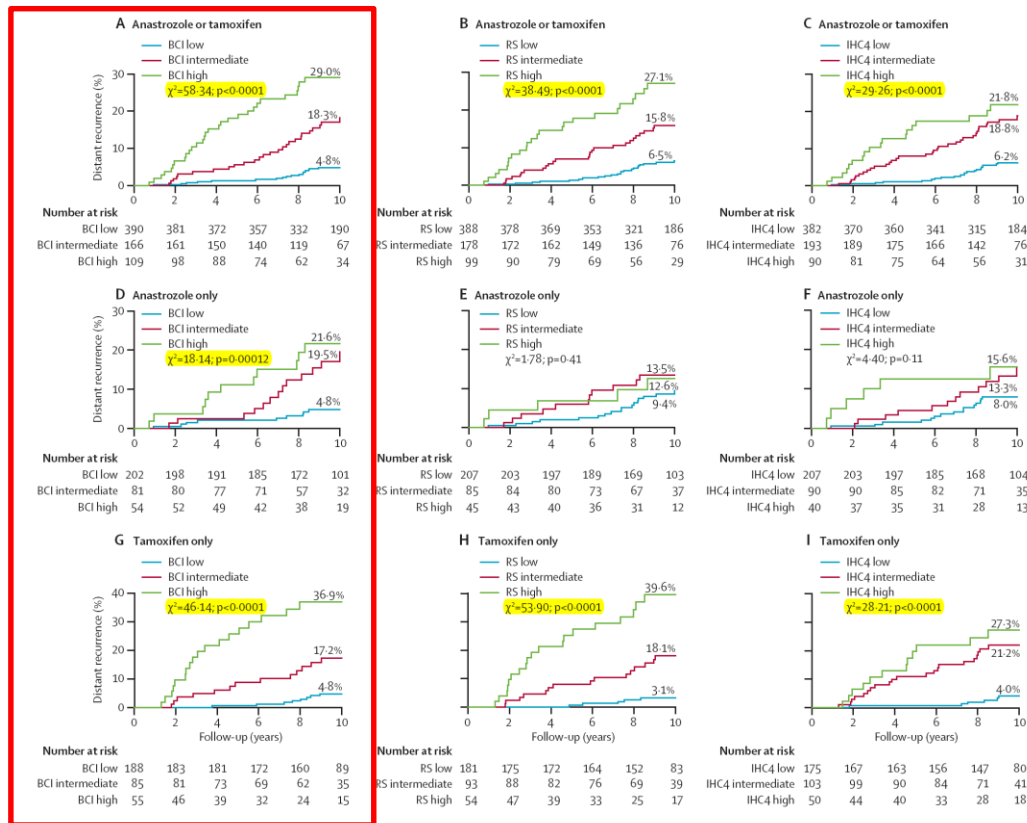 A Anastrozole or tamoxifen
BCI low
BCI intermediate
BCI high
χ²=58·34; p<0·0001
Distant recurrence (%)
30
20
10
0
29·0%
18·3%
4·8%
0 2 4 6 8 10
Number at risk
BCI low 390 381 372 357 332 190
BCI intermediate 166 161 150 140 119 67
BCI high 109 98 88 74 62 34
B Anastrozole or tamoxifen
RS low
RS intermediate
RS high
χ²=38·49; p<0·0001
30
20
10
0
27·1%
15·8%
6·5%
0 2 4 6 8 10
Number at risk
RS low 388 378 369 353 321 186
RS intermediate 178 172 162 149 136 76
RS high 99 90 79 69 56 29
C Anastrozole or tamoxifen
IHC4 low
IHC4 intermediate
IHC4 high
χ²=29·26; p<0·0001
30
20
10
0
21·8%
18·8%
6·2%
0 2 4 6 8 10
Number at risk
IHC4 low 382 370 360 341 315 184
IHC4 intermediate 193 189 175 166 142 76
IHC4 high 90 81 75 64 56 31
D Anastrozole only
BCI low
BCI intermediate
BCI high
χ²=18·14; p=0·00012
Distant recurrence (%)
30
20
10
0
21·6%
19·5%
4·8%
0 2 4 6 8 10
Number at risk
BCI low 202 198 191 185 172 101
BCI intermediate 81 80 77 71 57 32
BCI high 54 52 49 42 38 19
E Anastrozole only
RS low
RS intermediate
RS high
χ²=1·78; p=0·41
30
20
10
0
13·5%
12·6%
9·4%
0 2 4 6 8 10
Number at risk
RS low 207 203 197 189 169 103
RS intermediate 85 84 80 73 67 37
RS high 45 43 40 36 31 12
F Anastrozole only
IHC4 low
IHC4 intermediate
IHC4 high
χ²=4·40; p=0·11
30
20
10
0
15·6%
13·3%
8·0%
0 2 4 6 8 10
Number at risk
IHC4 low 207 203 197 185 168 104
IHC4 intermediate 90 90 85 82 71 35
IHC4 high 40 37 35 31 28 13
G Tamoxifen only
BCI low
BCI intermediate
BCI high
χ²=46·14; p<0·0001
Distant recurrence (%)
40
30
20
10
0
36·9%
17·2%
4·8%
0 2 4 6 8 10
Follow-up (years)
Number at risk
BCI low 188 183 181 172 160 89
BCI intermediate 85 81 73 69 62 35
BCI high 55 46 39 32 24 15
H Tamoxifen only
RS low
RS intermediate
RS high
χ²=53·90; p<0·0001
40
30
20
10
0
39·6%
18·1%
3·1%
0 2 4 6 8 10
Follow-up (years)
Number at risk
RS low 181 175 172 164 152 83
RS intermediate 93 88 82 76 69 39
RS high 54 47 39 33 25 17
I Tamoxifen only
IHC4 low
IHC4 intermediate
IHC4 high
χ²=28·21; p<0·0001
40
30
20
10
0
27·3%
21·2%
4·0%
0 2 4 6 8 10
Follow-up (years)
Number at risk
IHC4 low 175 167 163 156 147 80
IHC4 intermediate 103 99 90 84 71 41
IHC4 high 50 44 40 33 28 18